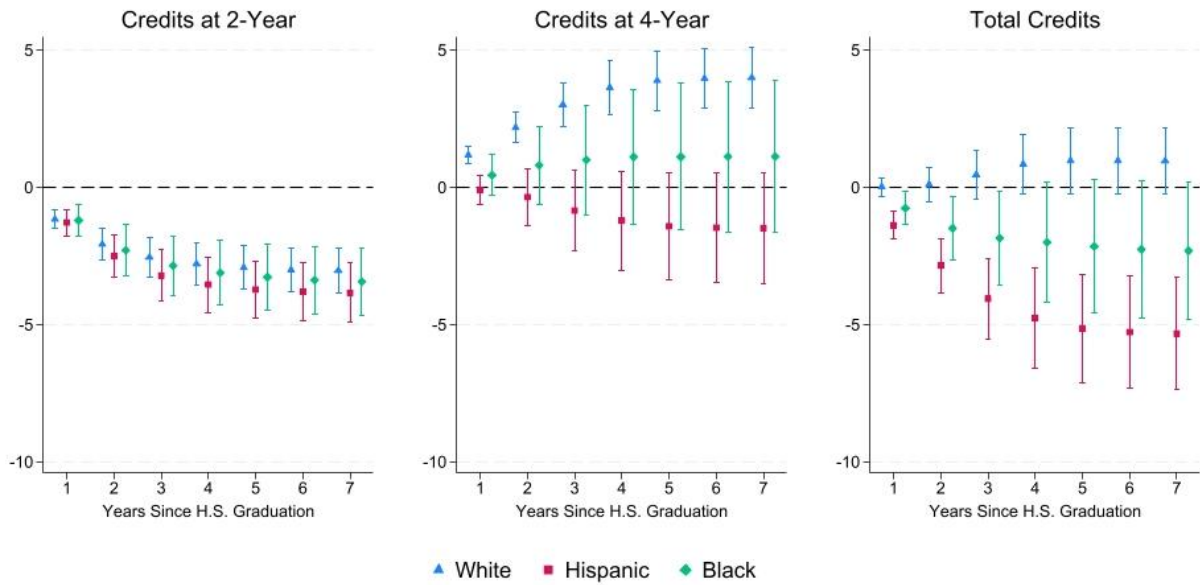 Credits at 2-Year
5
0
-5
-10
1 2 3 4 5 6 7
Years Since H.S. Graduation
Credits at 4-Year
5
0
-5
-10
1 2 3 4 5 6 7
Years Since H.S. Graduation
Total Credits
5
0
-5
-10
1 2 3 4 5 6 7
Years Since H.S. Graduation
White Hispanic Black